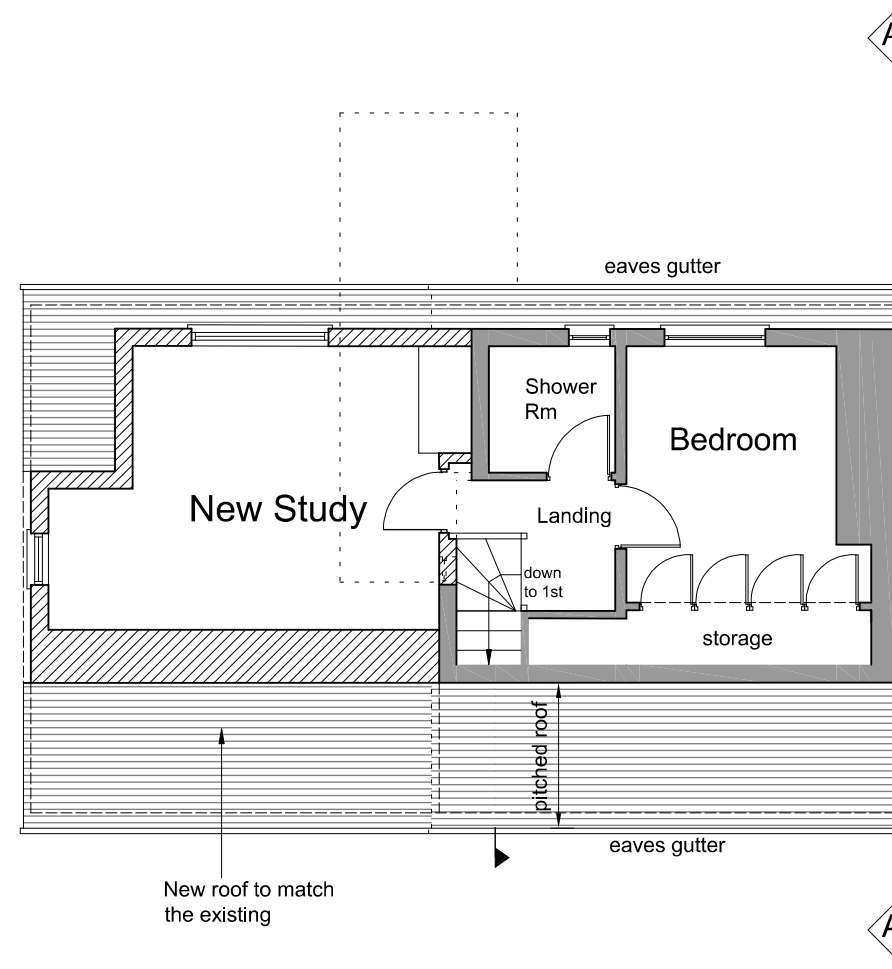 A
eaves gutter
Shower
Rm
Bedroom
New Study
Landing
down
to 1st
storage
pitched roof
eaves gutter
New roof to match
the existing
A